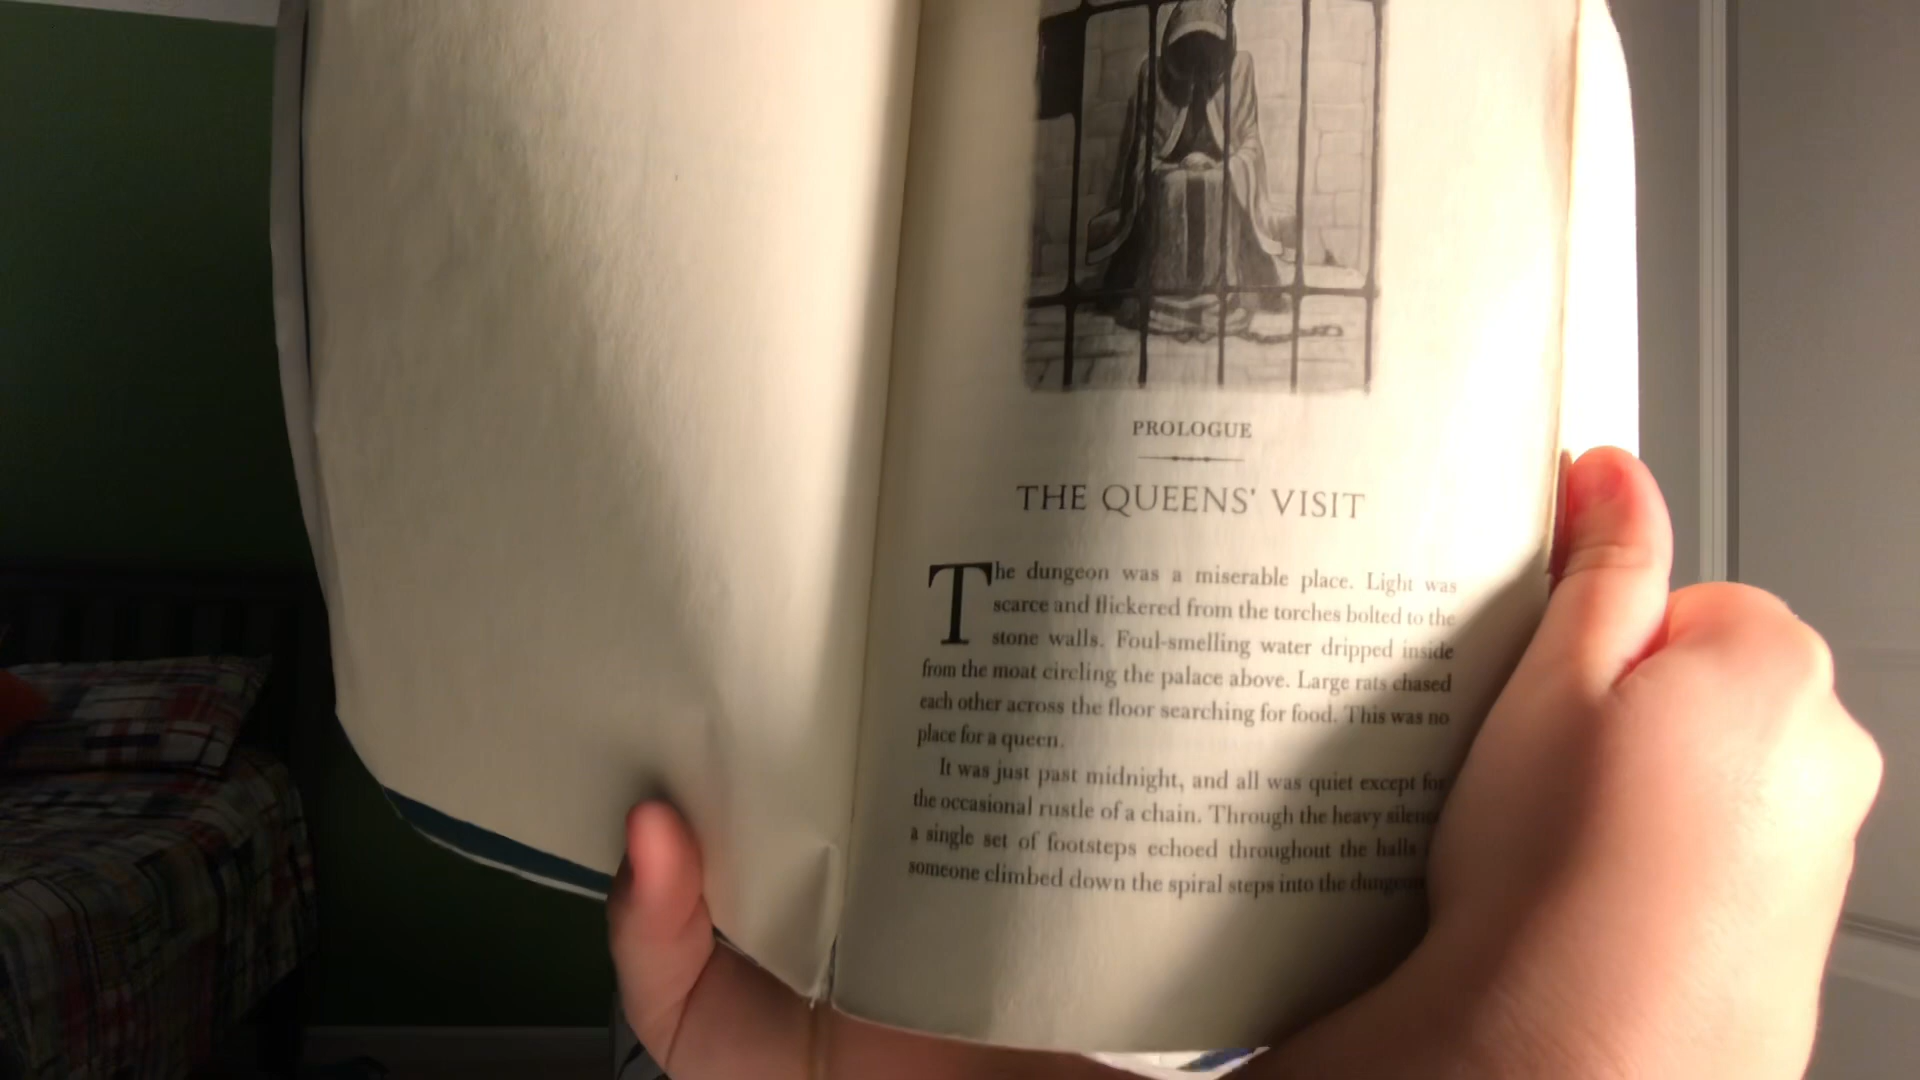 PROLOGUE
THE QUEENS' VISIT
The dungeon was a miserable place. Light was
scarce and flickered from the torches bolted to the
stone walls. Foul-smelling water dripped inside
from the moat circling the palace above. Large rats chased
each other across the floor searching for food. This was no
place for a queen.
It was just past midnight, and all was quiet except for
the occasional rustle of a chain. Through the heavy silence
a single set of footsteps echoed throughout the halls
someone climbed down the spiral steps into the dungeon